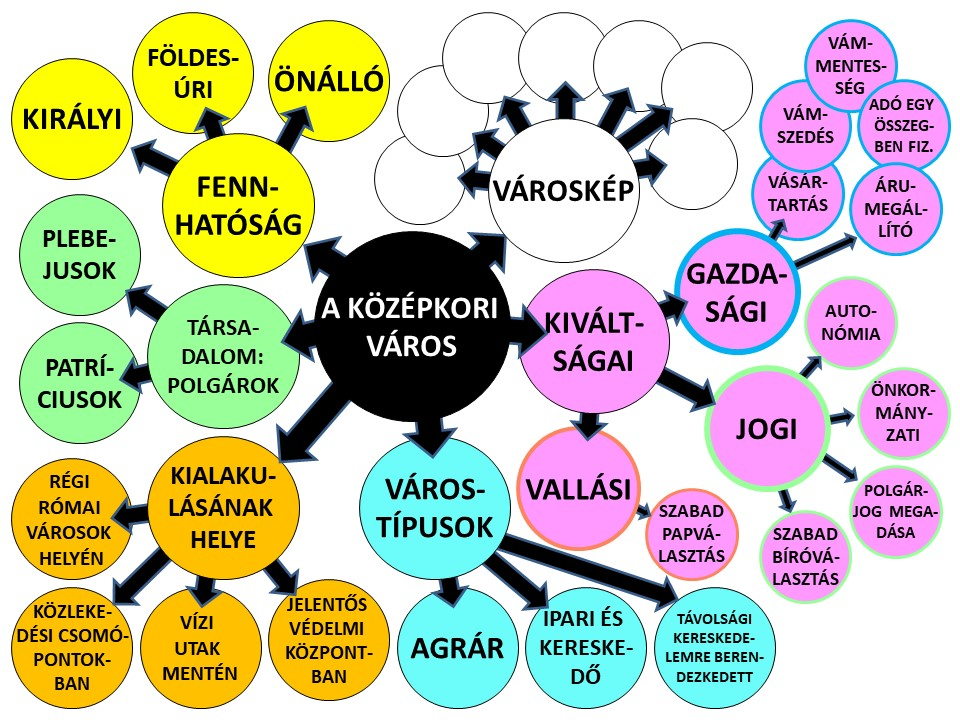 A KÖZÉPKORI
VÁROS
FENN-
HATÓSÁG
KIRÁLYI
FÖLDES-
ÚRI
ÖNÁLLÓ
VÁROSKÉP
KIVÁLT-
SÁGAI
GAZDA-
SÁGI
VÁSÁR-
TARTÁS
VÁM-
SZEDÉS
VÁM-
MENTES-
SÉG
ADÓ EGY
ÖSSZEG-
BEN FIZ.
ÁRU-
MEGÁL-
LÍTÓ
JOGI
AUTO-
NÓMIA
ÖNKOR-
MÁNY-
ZATI
POLGÁR-
JOG MEGA-
DÁSA
SZABAD
BÍRÓVÁ-
LASZTÁS
VALLÁSI
SZABAD
PAPVÁ-
LASZTÁS
VÁROS-
TÍPUSOK
AGRÁR
IPARI ÉS
KERESKE-
DŐ
TÁVOLSÁGI
KERESKEDE-
LEMRE BEREN-
DEZKEDETT
KIALAKU-
LÁSÁNAK
HELYE
RÉGI
RÓMAI
VÁROSOK
HELYÉN
KÖZLEKE-
DÉSI CSOMÓ-
PONTOK-
BAN
VÍZI
UTAK
MENTÉN
JELENTŐS
VÉDELMI
KÖZPONT-
BAN
TÁRSA-
DALOM:
POLGÁROK
PLEBE-
JUSOK
PATRÍ-
CIUSOK